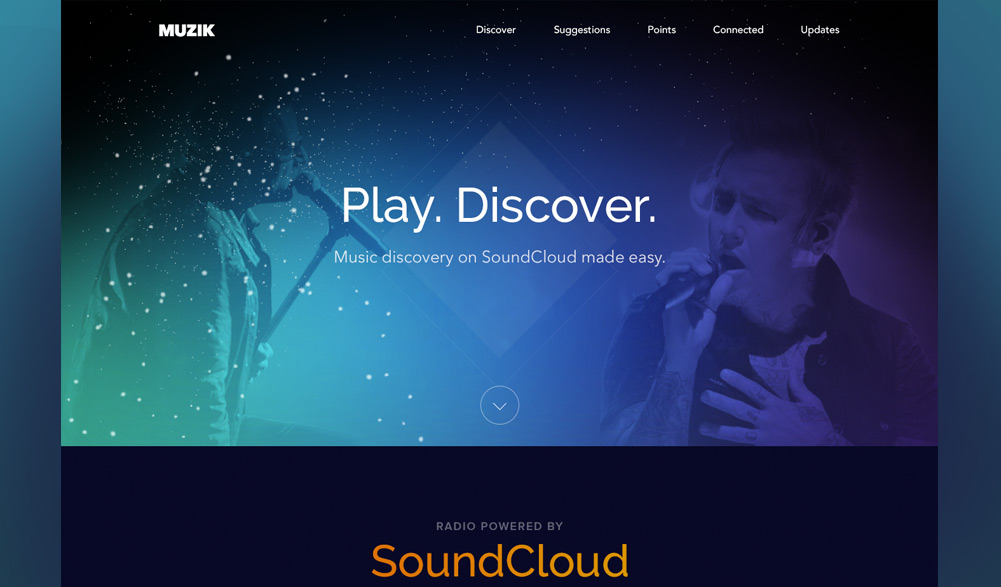 MUZIK
Discover Suggestions Points Connected Updates
Play. Discover.
Music discovery on SoundCloud made easy.
RADIO POWERED BY
SoundCloud